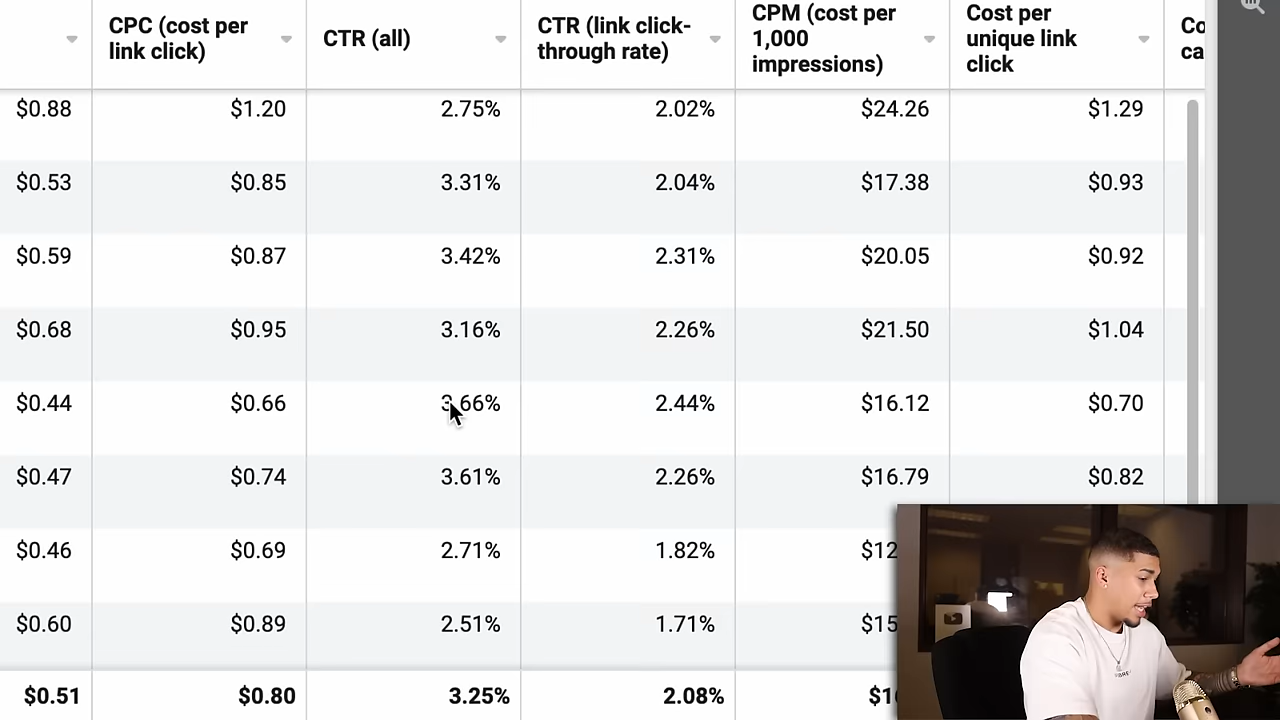 CPC (cost per link click) CTR (all) CTR (link click-through rate) CPM (cost per 1,000 impressions) Cost per unique link click
$0.88 $1.20 2.75% 2.02% $24.26 $1.29
$0.53 $0.85 3.31% 2.04% $17.38 $0.93
$0.59 $0.87 3.42% 2.31% $20.05 $0.92
$0.68 $0.95 3.16% 2.26% $21.50 $1.04
$0.44 $0.66 3.66% 2.44% $16.12 $0.70
$0.47 $0.74 3.61% 2.26% $16.79 $0.82
$0.46 $0.69 2.71% 1.82% $12
$0.60 $0.89 2.51% 1.71% $15
$0.51 $0.80 3.25% 2.08%